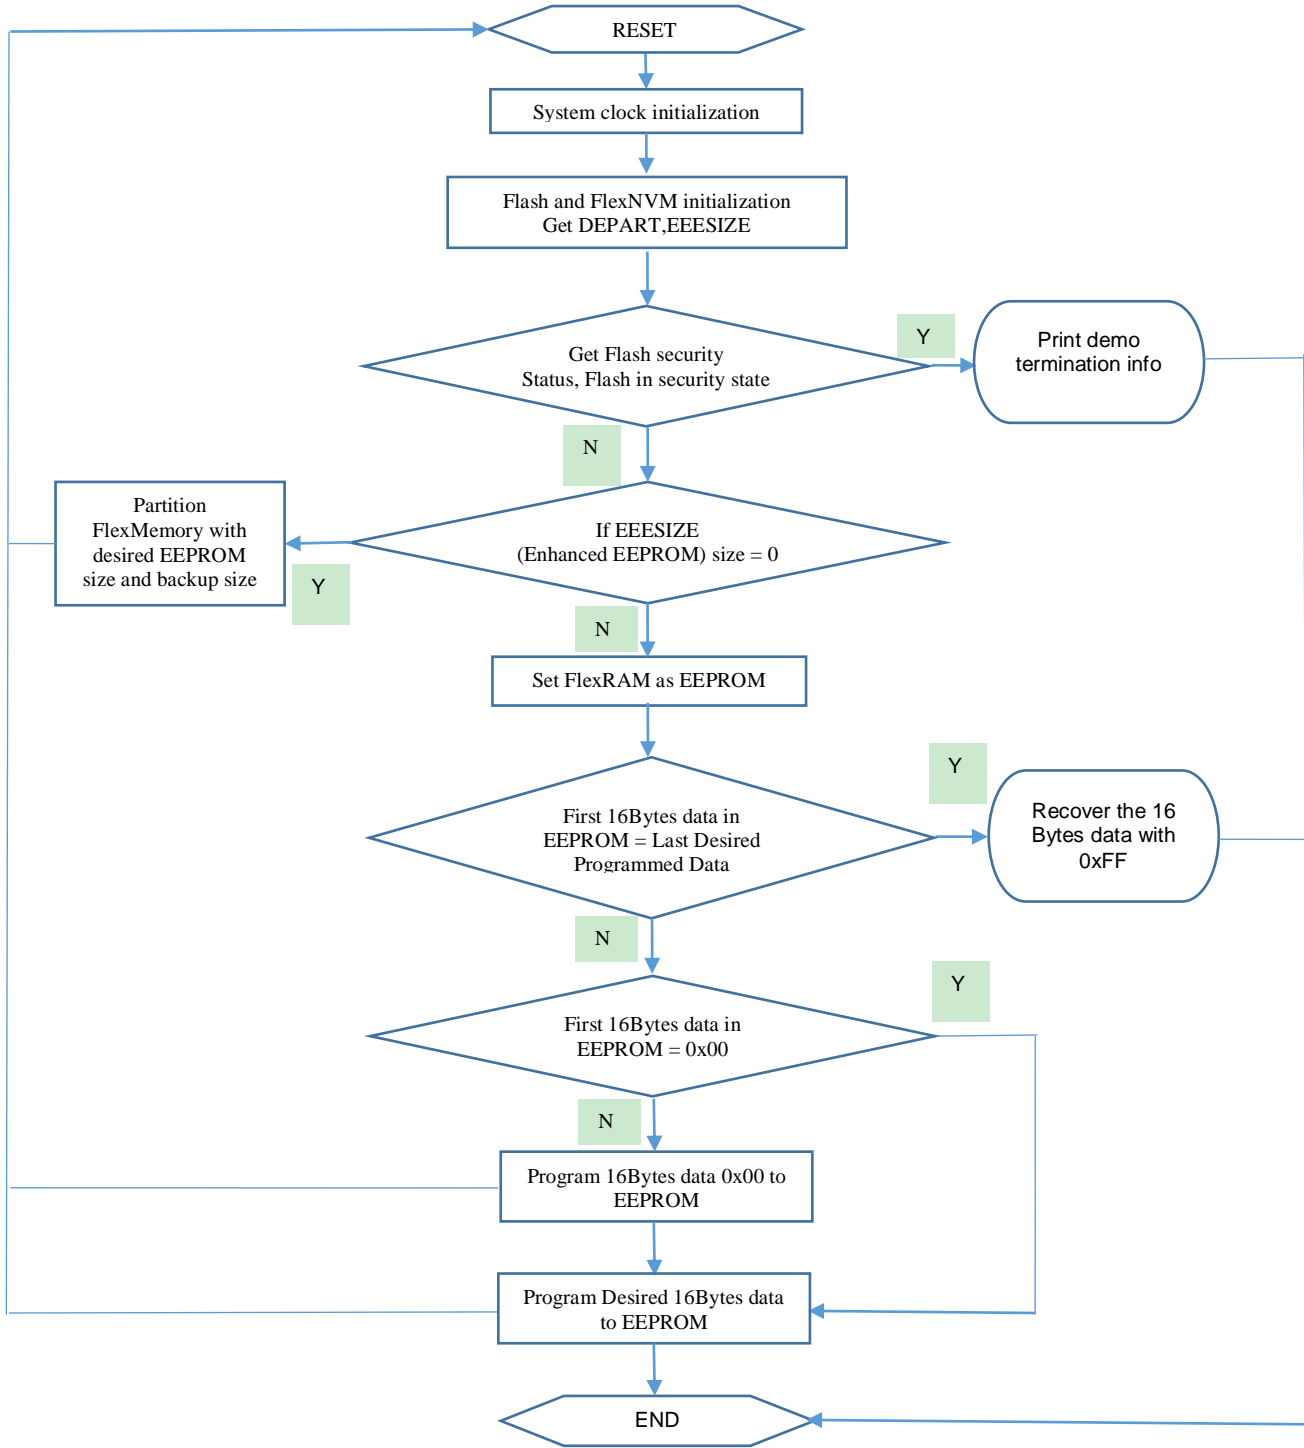 RESET
System clock initialization
Flash and FlexNVM initialization
Get DEPART,EEESIZE
Get Flash security
Status, Flash in security state
Y
Print demo
termination info
N
Partition
FlexMemory with
desired EEPROM
size and backup size
Y
If EEESIZE
(Enhanced EEPROM) size = 0
N
Set FlexRAM as EEPROM
First 16Bytes data in
EEPROM = Last Desired
Programmed Data
Y
Recover the 16
Bytes data with
0xFF
N
First 16Bytes data in
EEPROM = 0x00
Y
N
Program 16Bytes data 0x00 to
EEPROM
Program Desired 16Bytes data
to EEPROM
END